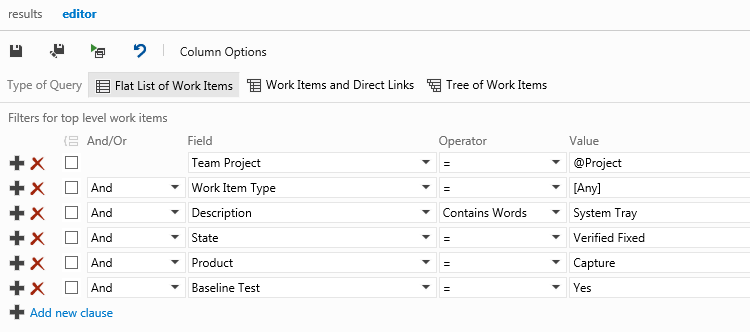 results editor
Column Options
Type of Query Flat List of Work Items Work Items and Direct Links Tree of Work Items
Filters for top level work items
And/Or Field Operator Value
Team Project = @Project
And Work Item Type = [Any]
And Description Contains Words System Tray
And State = Verified Fixed
And Product = Capture
And Baseline Test = Yes
Add new clause